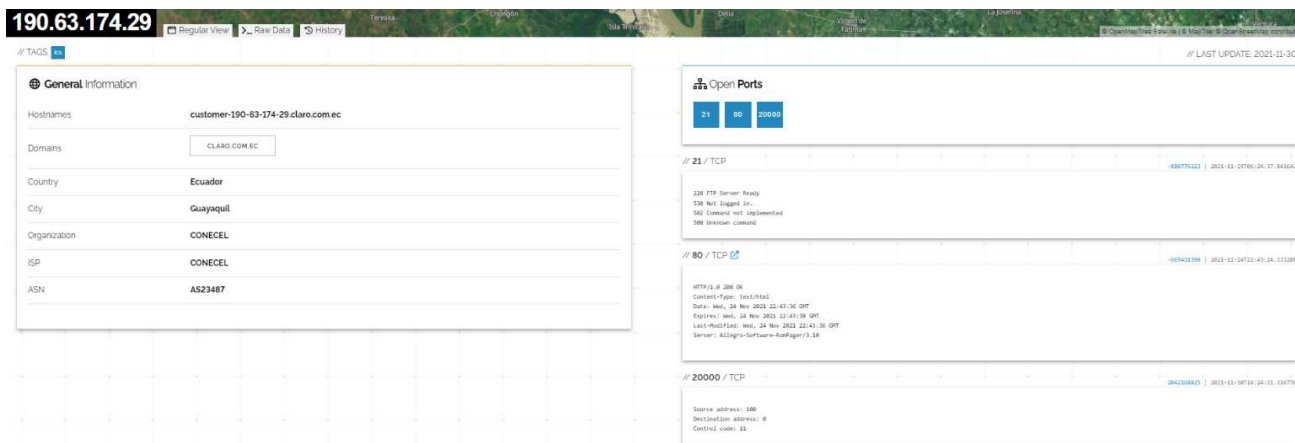 190.63.174.29
Regular View
>_ Raw Data
History
Teresita
Chongón
Delia
La Josefina
// TAGS ics
// LAST UPDATE: 2021-11-30
General Information
Hostnames customer-190-63-174-29.claro.com.ec
Domains CLARO.COM.EC
Country Ecuador
City Guayaquil
Organization CONECEL
ISP CONECEL
ASN AS23487
Open Ports
21 80 20000
// 21 / TCP
220 FTP Server Ready
530 Not logged in.
502 Command not implemented
500 Unknown command
// 80 / TCP
HTTP/1.0 200 OK
Content-Type: text/html
Date: Wed, 24 Nov 2021 22:43:36 GMT
Expires: Wed, 24 Nov 2021 22:43:38 GMT
Last-Modified: Wed, 24 Nov 2021 22:43:36 GMT
Server: Allegro-Software-RomPager/3.10
// 20000 / TCP
Source address: 100
Destination address: 0
Control code: 11